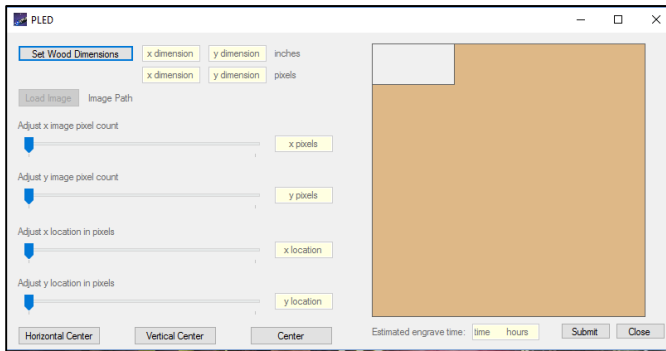 PLED
Set Wood Dimensions x dimension y dimension inches
x dimension y dimension pixels
Load Image Image Path
Adjust x image pixel count
x pixels
Adjust y image pixel count
y pixels
Adjust x location in pixels
x location
Adjust y location in pixels
y location
Horizontal Center Vertical Center Center
Estimated engrave time: time hours Submit Close